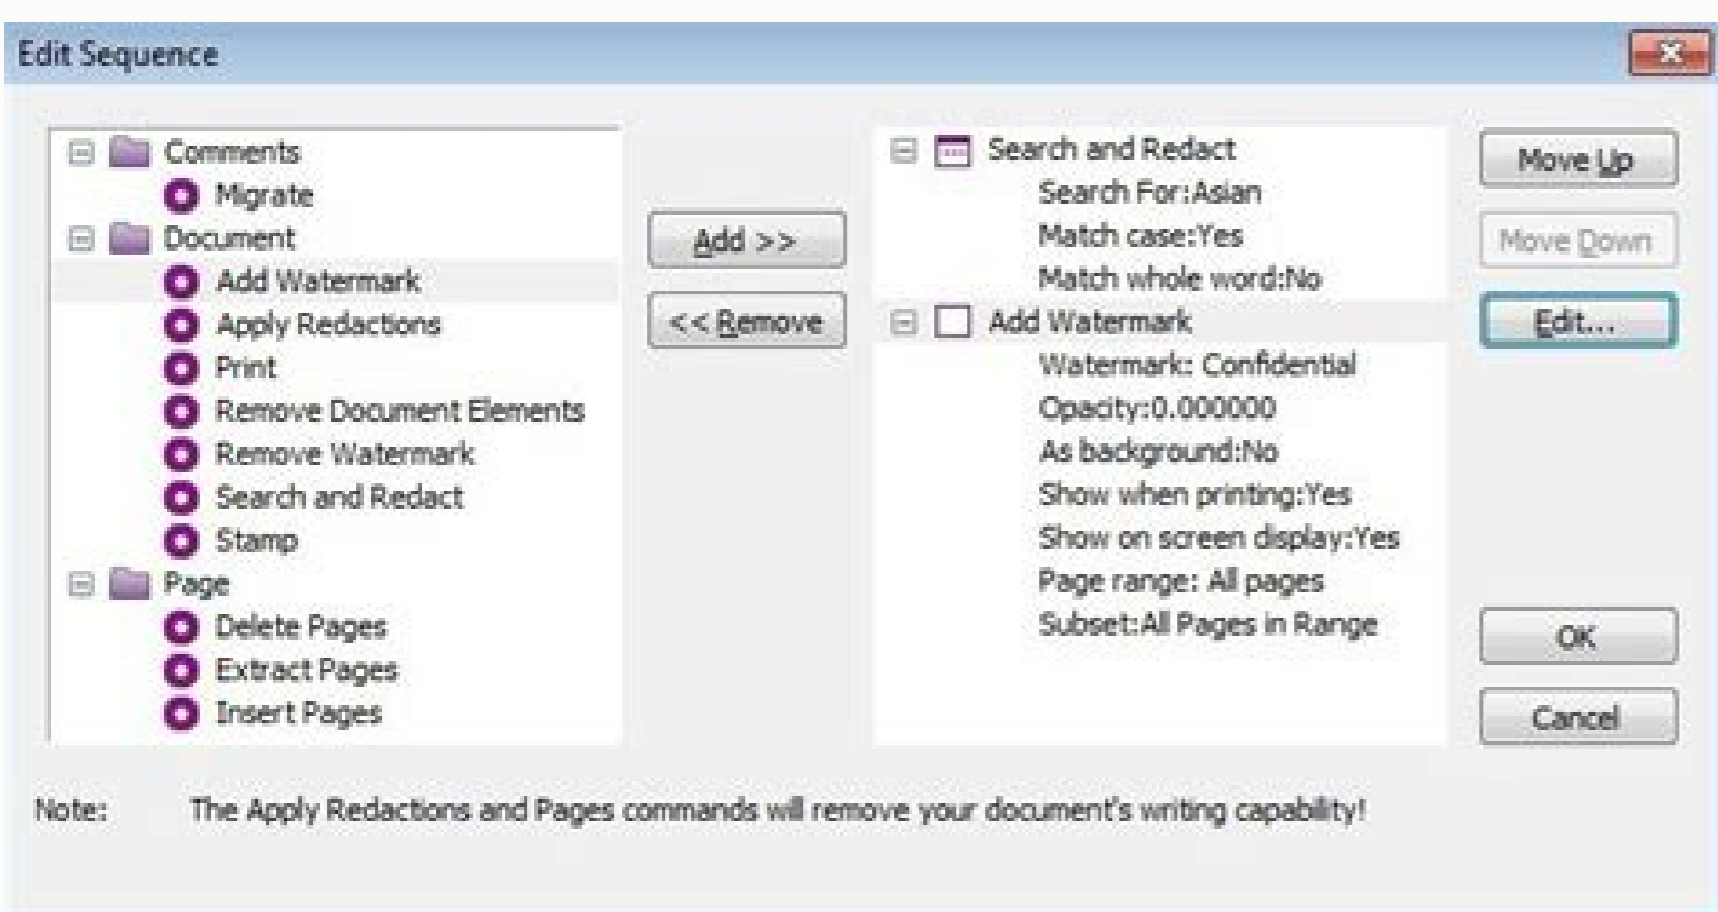 Edit Sequence
Comments
Migrate
Document
Add Watermark
Apply Redactions
Print
Remove Document Elements
Remove Watermark
Search and Redact
Stamp
Page
Delete Pages
Extract Pages
Insert Pages
Add >>
<< Remove
Search and Redact
Search For:Asian
Match case:Yes
Match whole word:No
Add Watermark
Watermark: Confidential
Opacity:0.000000
As background:No
Show when printing:Yes
Show on screen display:Yes
Page range: All pages
Subset:All Pages in Range
Move Up
Move Down
Edit...
OK
Cancel
Note: The Apply Redactions and Pages commands will remove your document's writing capability!